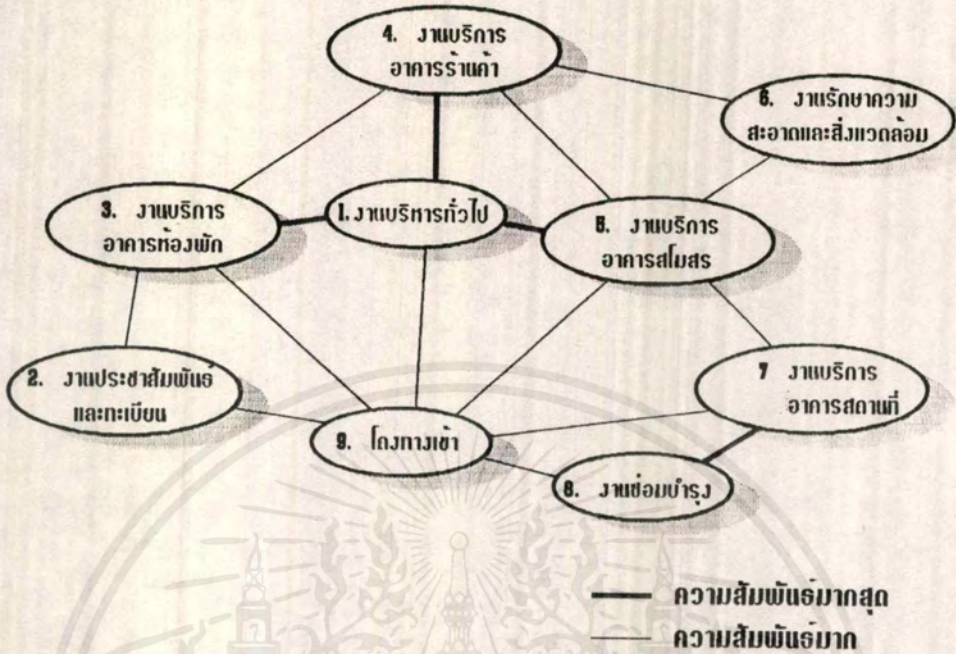 4. งานบริการ
อาคารร้านค้า
6. งานรักษาความ
สะอาดและสิ่งแวดล้อม
3. งานบริการ
อาคารห้องพัก
1. งานบริหารทั่วไป
5. งานบริการ
อาคารสโมสร
2. งานประชาสัมพันธ์
และทะเบียน
7 งานบริการ
อาคารสถานที่
9. โถงทางเข้า
8. งานซ่อมบำรุง
ความสัมพันธ์มากสุด
ความสัมพันธ์มาก